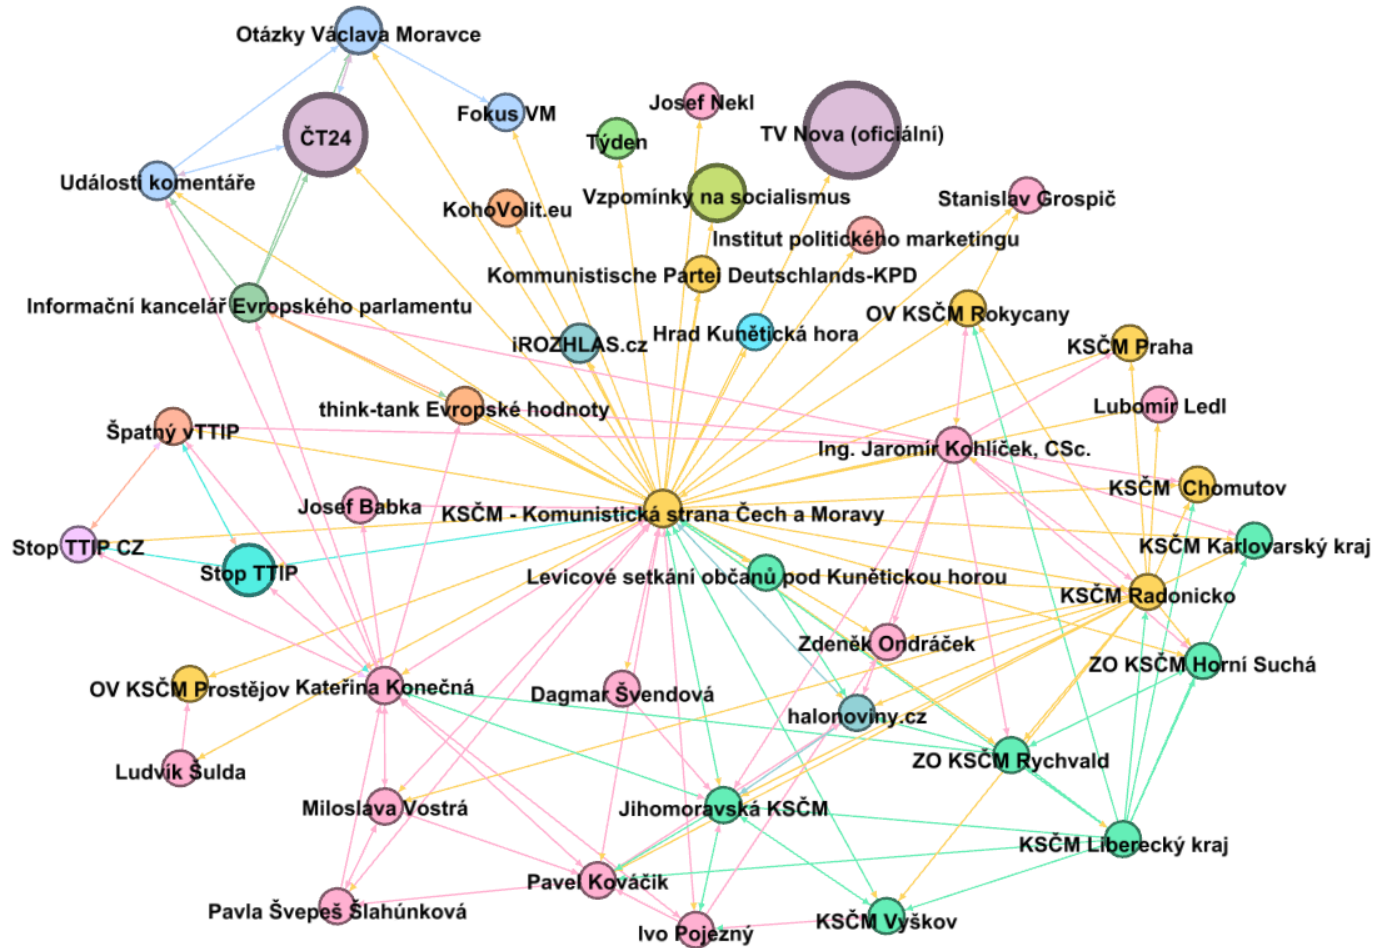 Otázky Václava Moravce
Josef Nekl
Fokus VM
TV Nova (oficiální)
ČT24
Týden
Události komentáře
Vzpomínky na socialismus
Stanislav Grospič
KohoVolit.eu
Institut politického marketingu
Kommunistische Partei Deutschlands-KPD
Informační kancelář Evropského parlamentu
OV KSČM Rokycany
Hrad Kunětická hora
iROZHLAS.cz
KSČM Praha
think-tank Evropské hodnoty
Lubomír Ledl
Špatný vTTIP
Ing. Jaromír Kohlíček, CSc.
KSČM Chomutov
Josef Babka
KSČM - Komunistická strana Čech a Moravy
Stop TTIP CZ
KSČM Karlovarský kraj
Stop TTIP
Levicové setkání občanů pod Kunětickou horou
KSČM Radonicko
Zdeněk Ondráček
ZO KSČM Horní Suchá
OV KSČM Prostějov
Kateřina Konečná
Dagmar Švendová
halonoviny.cz
ZO KSČM Rychvald
Ludvík Šulda
Miloslava Vostrá
Jihomoravská KSČM
KSČM Liberecký kraj
Pavel Kováčik
Pavla Švepeš Šlahúnková
KSČM Vyškov
Ivo Pojezný